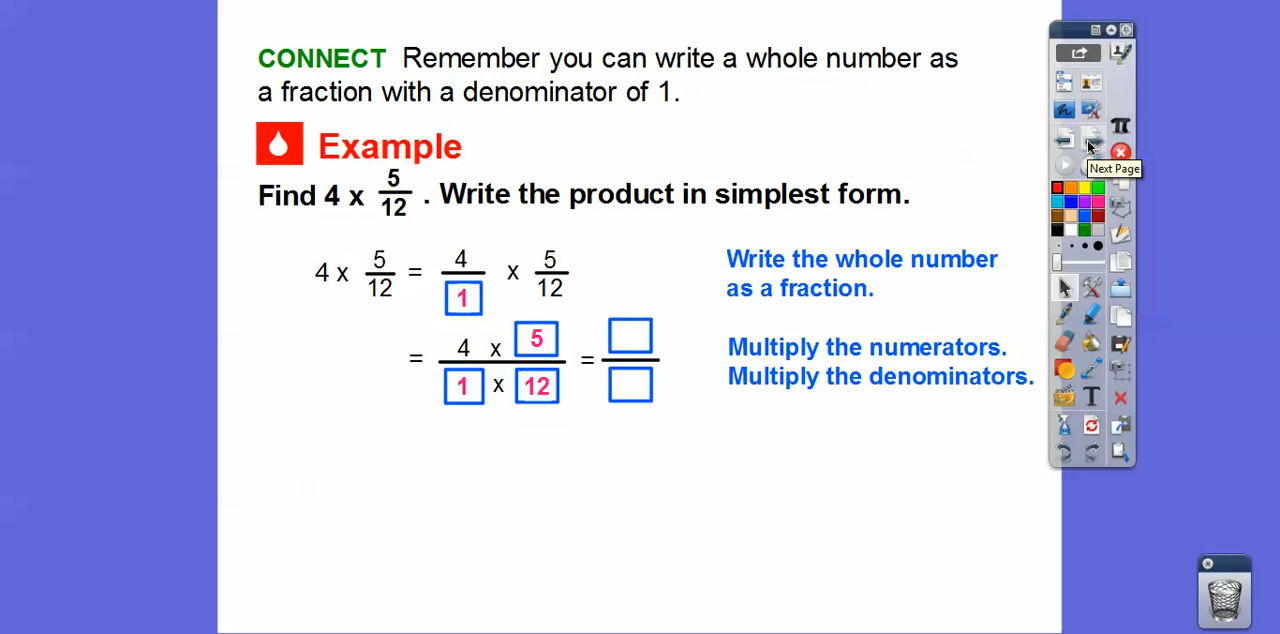 CONNECT Remember you can write a whole number as
a fraction with a denominator of 1.
Example
Find 4 x 5/12. Write the product in simplest form.
4 x 5/12 = 4/1 x 5/12
Write the whole number
as a fraction.
= 4 x 5 / 1 x 12 =
Multiply the numerators.
Multiply the denominators.
Next Page
π
T